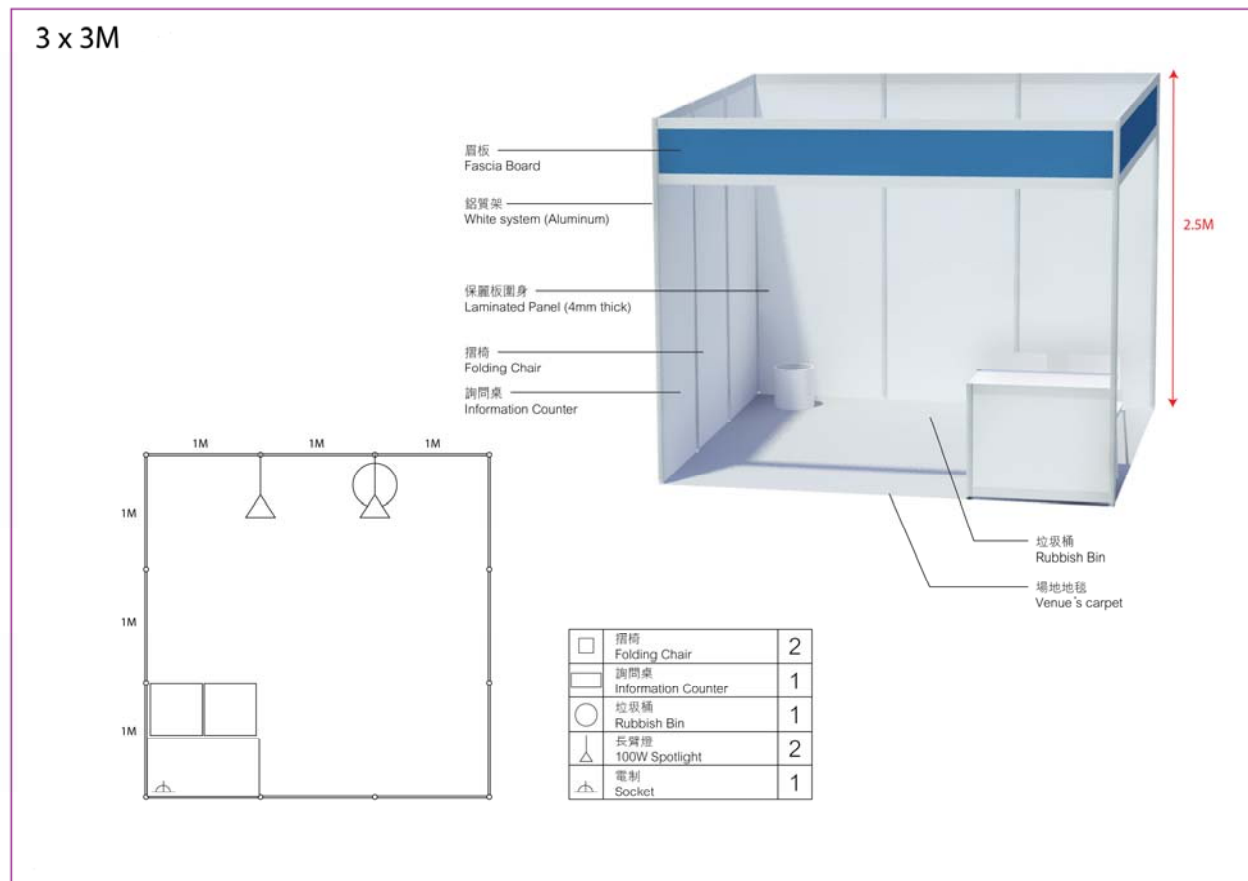 3 x 3M
眉板
Fascia Board
鋁質架
White system (Aluminum)
保麗板圍身
Laminated Panel (4mm thick)
摺椅
Folding Chair
詢問桌
Information Counter
2.5M
垃圾桶
Rubbish Bin
場地地毯
Venue's carpet
1M 1M 1M
1M
1M
1M
摺椅
Folding Chair 2
詢問桌
Information Counter 1
垃圾桶
Rubbish Bin 1
長臂燈
100W Spotlight 2
電制
Socket 1